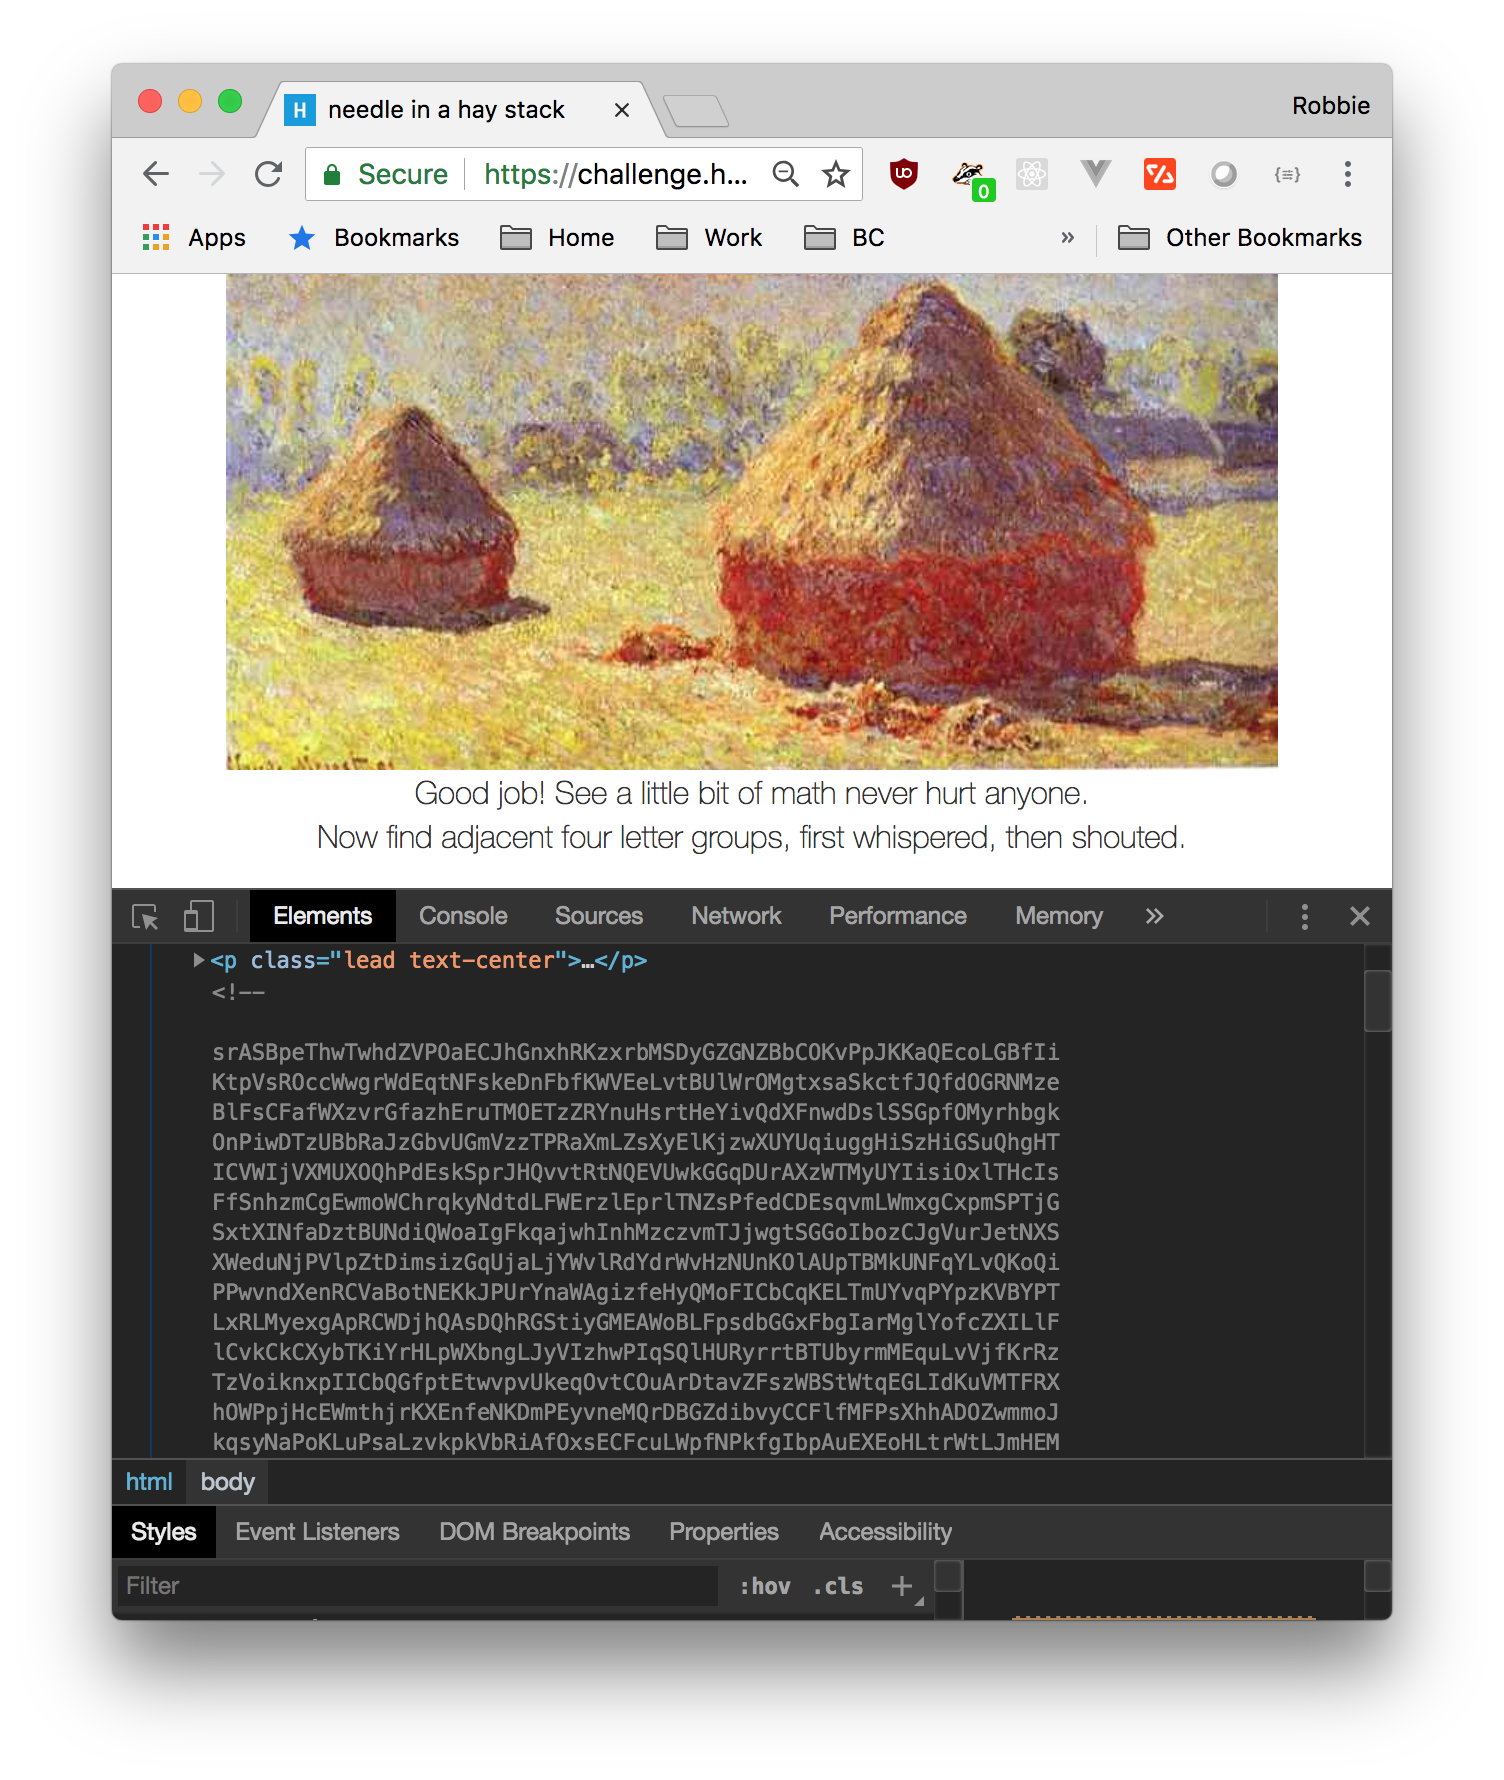 needle in a hay stack
Robbie
Secure https://challenge.h...
0
Apps Bookmarks Home Work BC » Other Bookmarks
Good job! See a little bit of math never hurt anyone.
Now find adjacent four letter groups, first whispered, then shouted.
Elements Console Sources Network Performance Memory »
<p class="lead text-center">…</p>
<!--
srASBpeThwTwhdZVPOaECJhGnxhRKzxrbMSDyGZGNZBbCOKvPpJKKaQEcoLGBfIi
KtpVsROccWwgrWdEqtNFskeDnFbfKWVEeLvtBUlWrOMgtxsaSkctfJQfdOGRNMze
BlFsCFafWXzvrGfazhEruTMOETzZRYnuHsrtHeYivQdXFnwdDslSSGpfOMyrhbgk
OnPiwDTzUBbRaJzGbvUGmVzzTPRaXmLZsXyElKjzwXUYUqiuggHiSzHiGSuQhgHT
ICVWIjVXMUXOQhPdEskSprJHQvvtRtNQEVUwkGGqDUrAXzWTMyUYIisiOxlTHcIs
FfSnhzmCgEwmoWChrqkyNdtdLFWErzlEprlTNZsPfedCDEsqvmLWmxgCxpmSPTjG
SxtXINfaDztBUNdiQWoaIgFkqajwhInhMzczvmTJjwgtSGGoIbozCJgVurJetNXS
XWeduNjPVlpZtDimsizGqUjaLjYWvlRdYdrWvHzNUnKOlAUpTBMkUNFqYLvQKoQi
PPwvndXenRCVaBotNEKkJPUrYnaWAgizfeHyQMoFICbCqKELTmUYvqPYpzKVBYPT
LxRLMyexgApRCWDjhQAsDQhRGStiyGMEAWoBLFpsdbGGxFbgIarMglYofcZXILlF
lCvkCkCXybTKiYrHLpWXbngLJyVIzhwPIqSQlHURyrrtBTUbyrmMEquLvVjfKrRz
TzVoiknxpIICbQGfptEtwvpvUkeqOvtCOuArDtavZFszWBStWtqEGLIdKuVMTFRX
hOWPpjHcEWmthjrKXEnfeNKDmPEyvneMQrDBGZdibvyCCFlfMFPsXhhADOZwmmoJ
kqsyNaPoKLuPsaLzvkpkVbRiAfOxsECFcuLWpfNPkfgIbpAuEXEoHLtrWtLJmHEM
html body
Styles Event Listeners DOM Breakpoints Properties Accessibility
Filter :hov .cls +